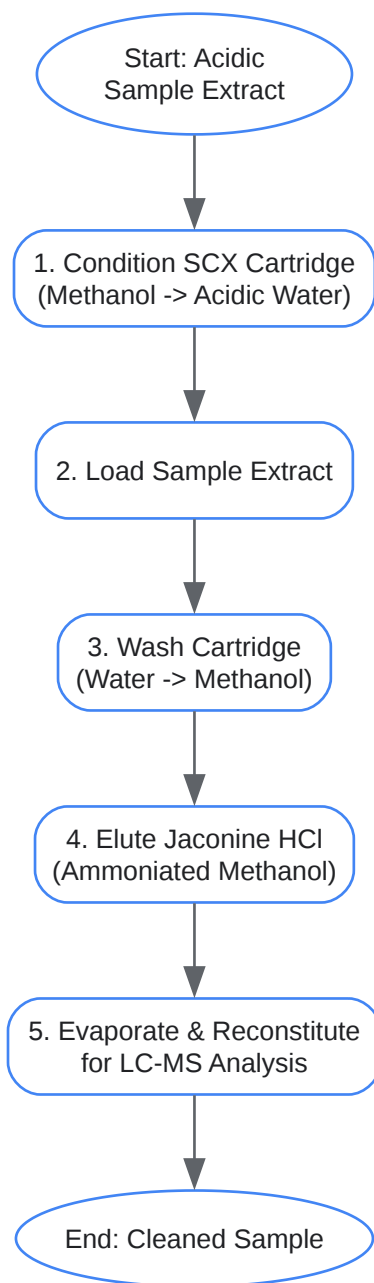 Start: Acidic
Sample Extract
1. Condition SCX Cartridge
(Methanol -> Acidic Water)
2. Load Sample Extract
3. Wash Cartridge
(Water -> Methanol)
4. Elute Jaconine HCl
(Ammoniated Methanol)
5. Evaporate & Reconstitute
for LC-MS Analysis
End: Cleaned Sample